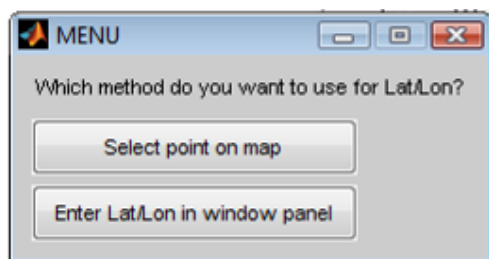 MENU
Which method do you want to use for Lat/Lon?
Select point on map
Enter Lat/Lon in window panel